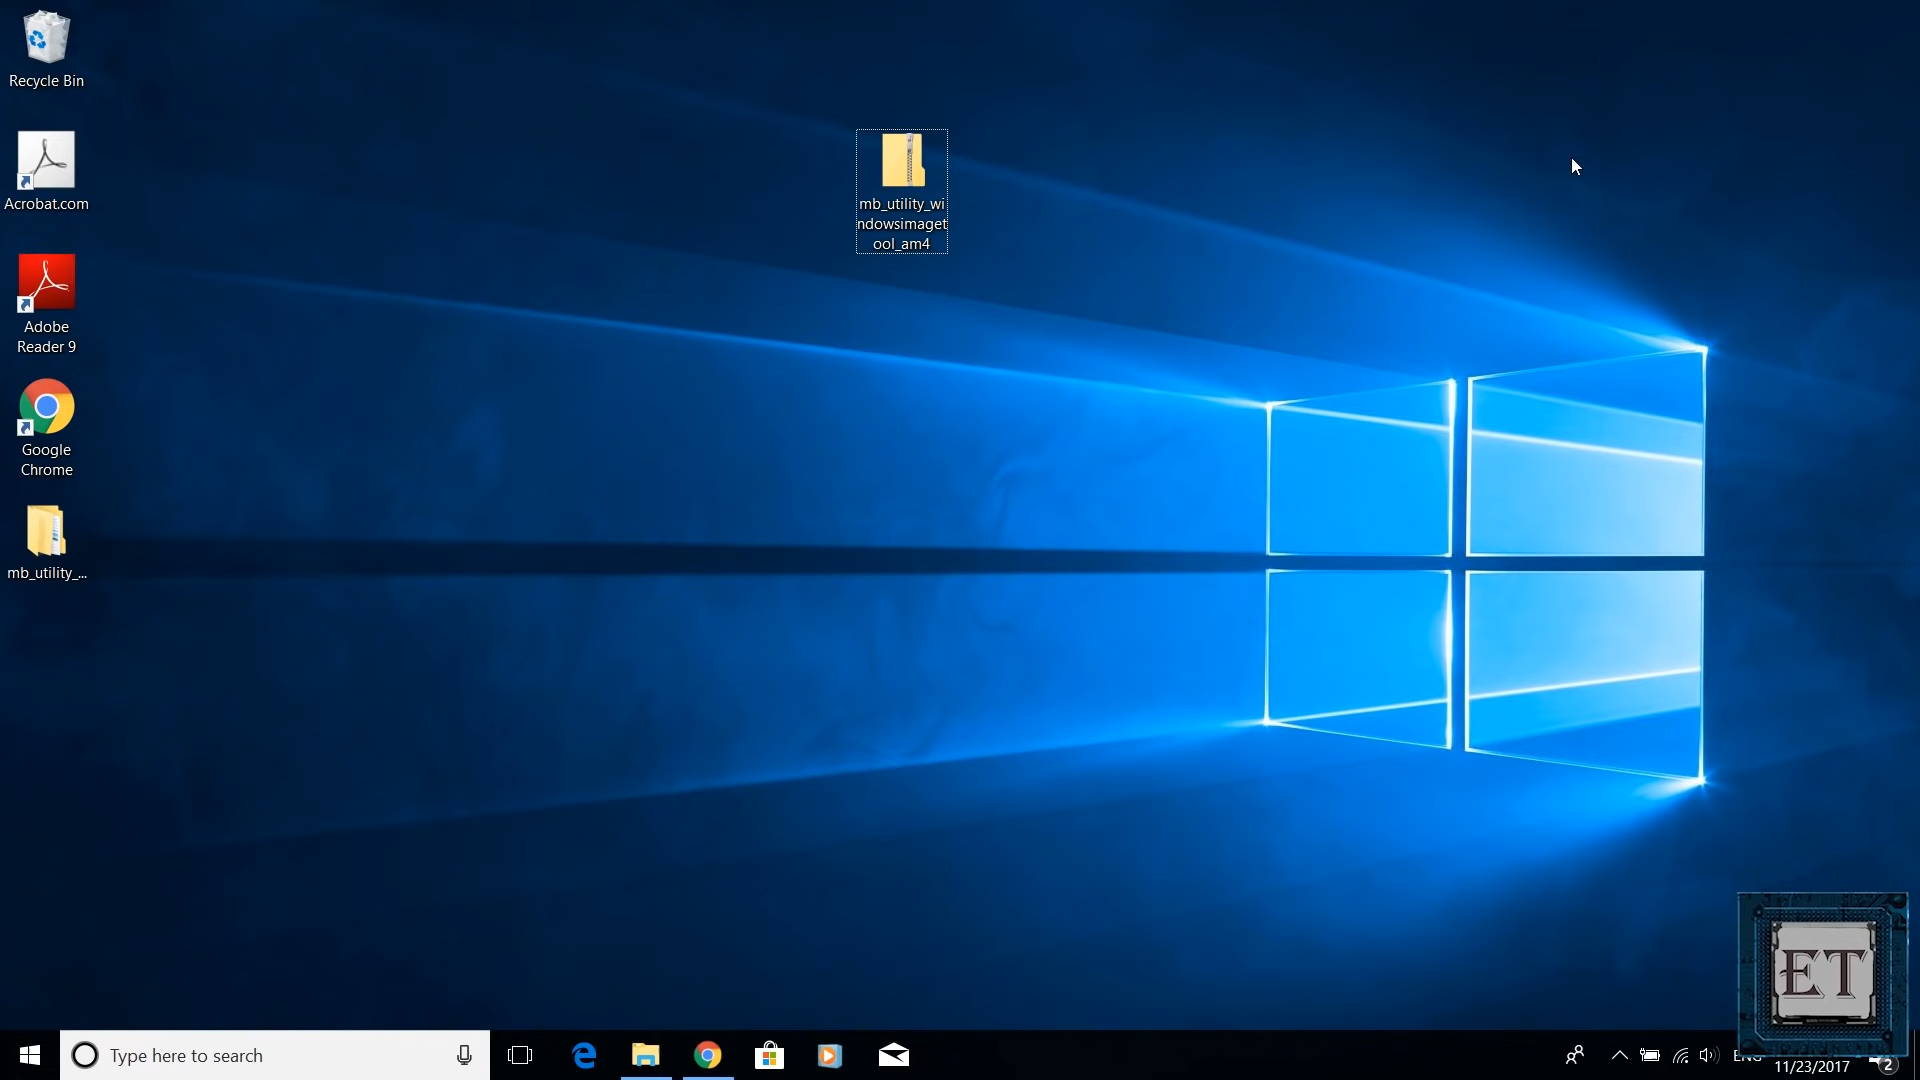 Recycle Bin
Acrobat.com
Adobe
Reader 9
Google
Chrome
mb_utility_...
mb_utility_wi
ndowsimaget
ool_am4
ET
Type here to search
11/23/2017
2